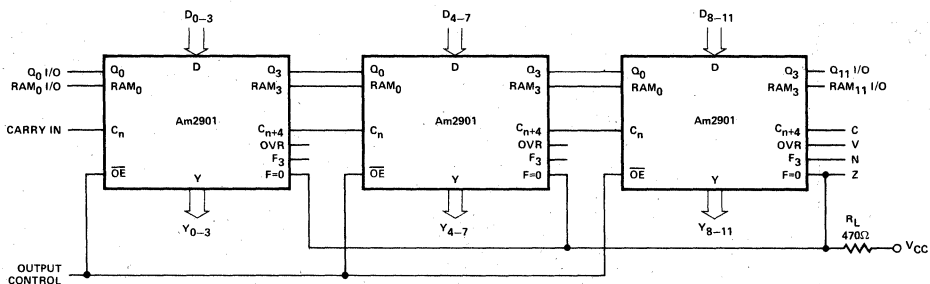 D0–3 D4–7 D8–11
D D D
Q0 I/O Q0 Q3 Q0 Q3 Q0 Q3 Q11 I/O
RAM0 I/O RAM0 RAM3 RAM0 RAM3 RAM0 RAM3 RAM11 I/O
Am2901 Am2901 Am2901
CARRY IN Cn Cn+4 Cn Cn+4 Cn Cn+4 C
OVR OVR OVR V
F3 F3 F3 N
OE F=0 OE F=0 OE F=0 Z
Y Y Y
Y0–3 Y4–7 Y8–11
RL
470Ω
VCC
OUTPUT
CONTROL